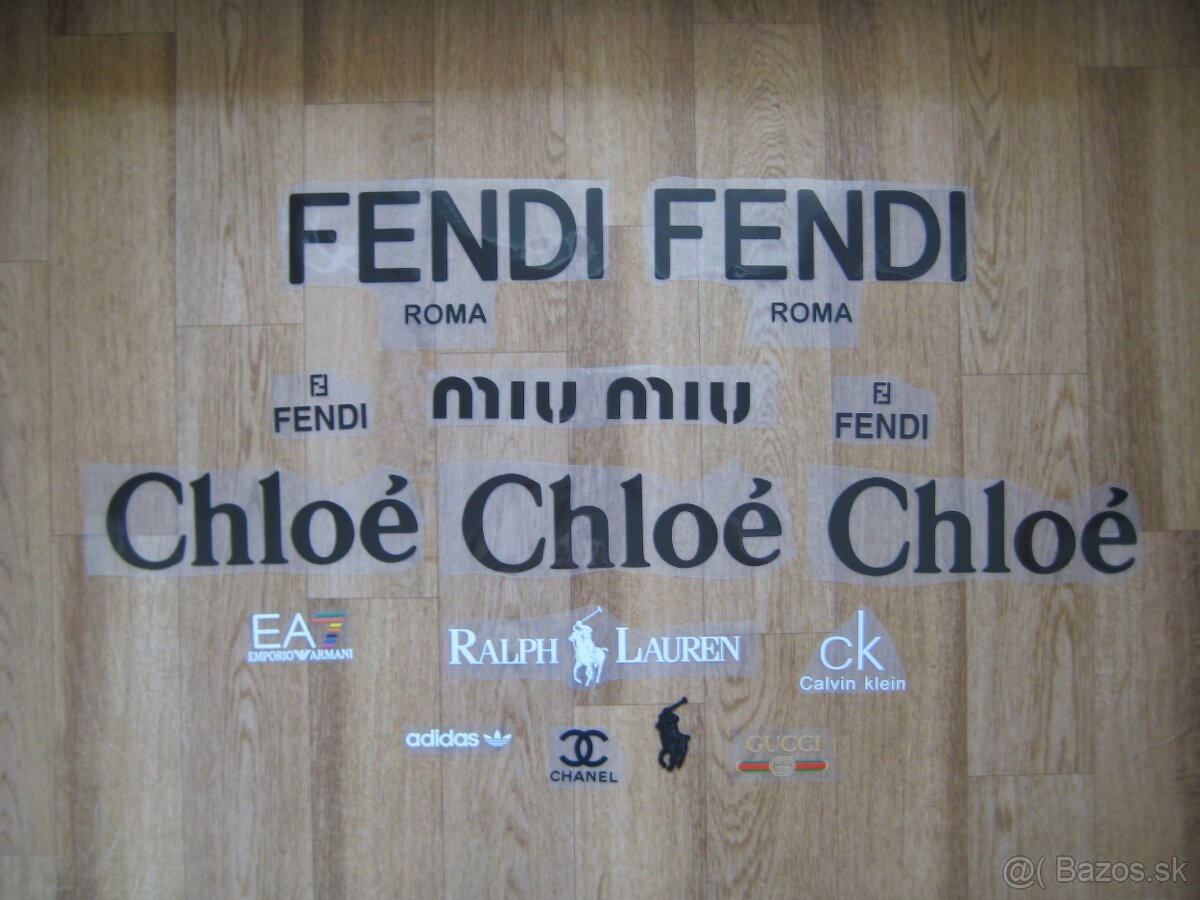 FENDI FENDI
ROMA ROMA
FENDI miu miu FENDI
Chloé Chloé Chloé
EA7 RALPH LAUREN ck
EMPORIO ARMANI Calvin klein
adidas CHANEL GUCCI
@( Bazos.sk